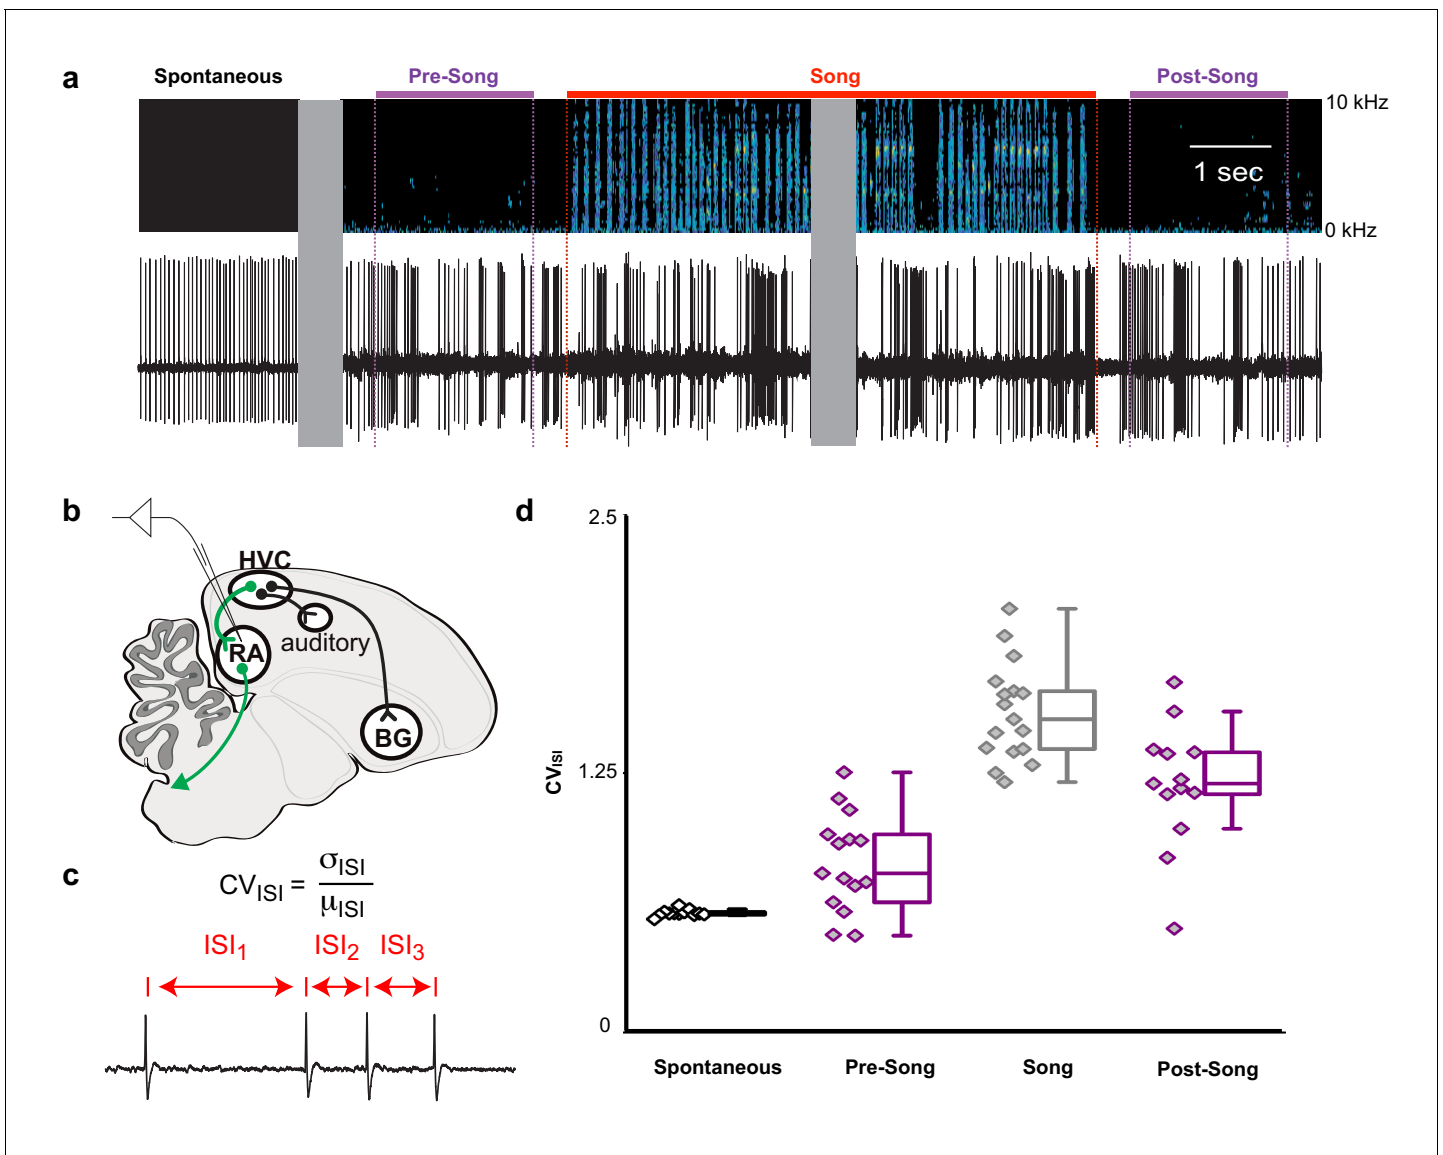 a
Spontaneous Pre-Song Song Post-Song
10 kHz
1 sec
0 kHz
b
HVC
auditory
RA
BG
c
CV_ISI = σ_ISI / μ_ISI
ISI_1 ISI_2 ISI_3
d
2.5
CV_ISI
1.25
0
Spontaneous Pre-Song Song Post-Song